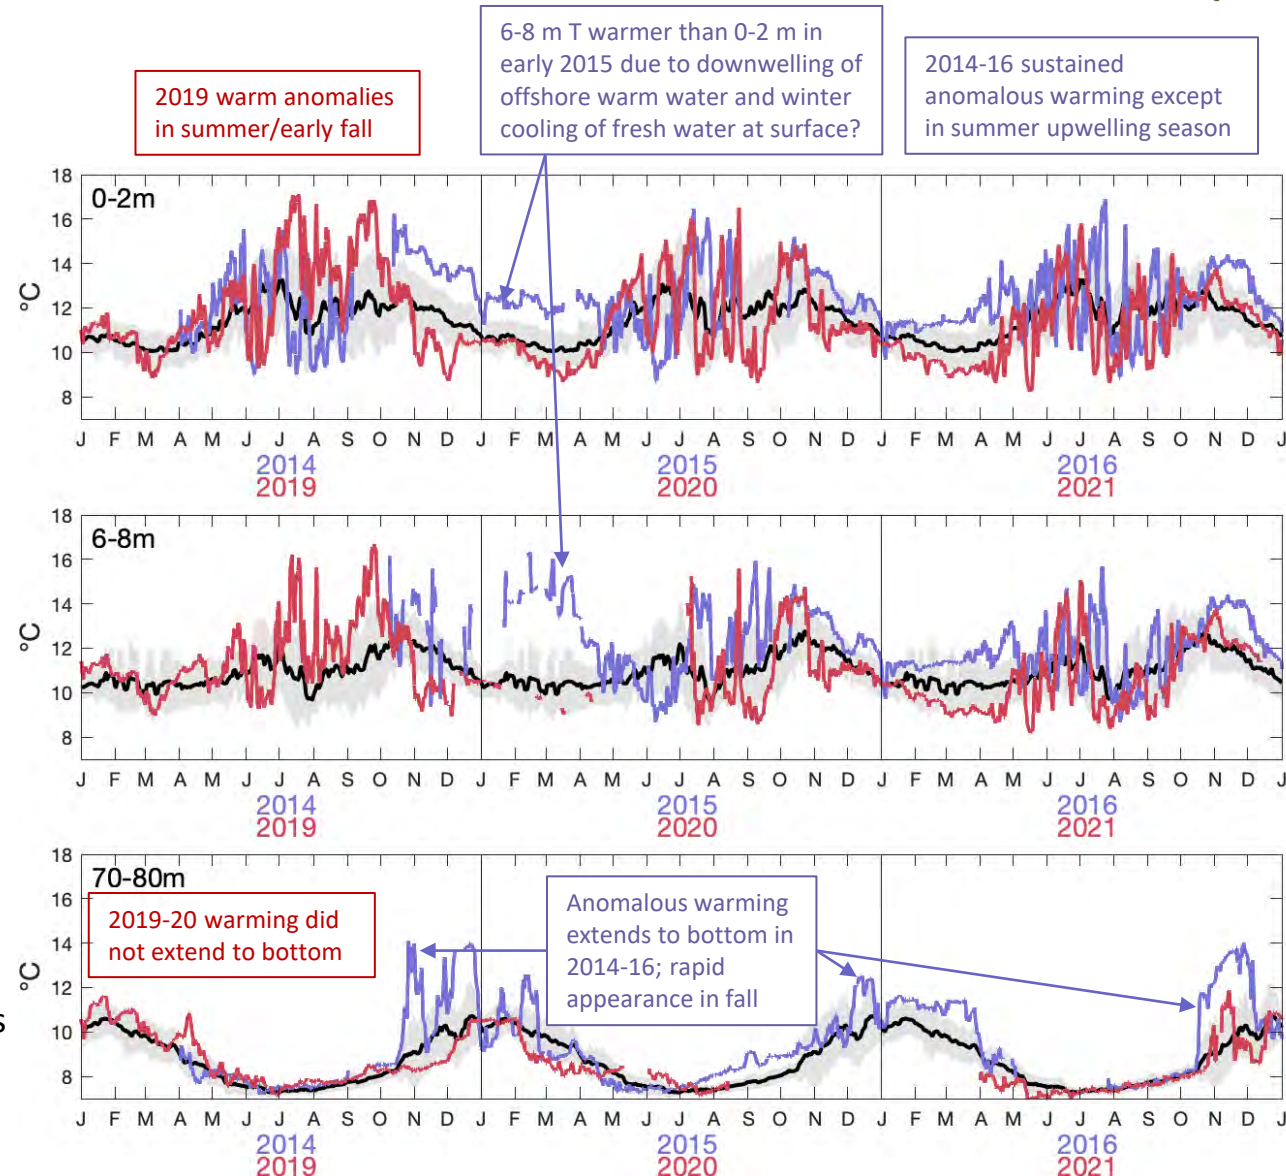 6-8 m T warmer than 0-2 m in
early 2015 due to downwelling of
offshore warm water and winter
cooling of fresh water at surface?
2019 warm anomalies
in summer/early fall
2014-16 sustained
anomalous warming except
in summer upwelling season
0-2m
18
16
14
12
10
8
°C
J F M A M J J A S O N D J F M A M J J A S O N D J F M A M J J A S O N D J
2014 2015 2016
2019 2020 2021
6-8m
18
16
14
12
10
8
°C
J F M A M J J A S O N D J F M A M J J A S O N D J F M A M J J A S O N D J
2014 2015 2016
2019 2020 2021
70-80m
18
16
14
12
10
8
°C
2019-20 warming did
not extend to bottom
Anomalous warming
extends to bottom in
2014-16; rapid
appearance in fall
s
J F M A M J J A S O N D J F M A M J J A S O N D J F M A M J J A S O N D J
2014 2015 2016
2019 2020 2021